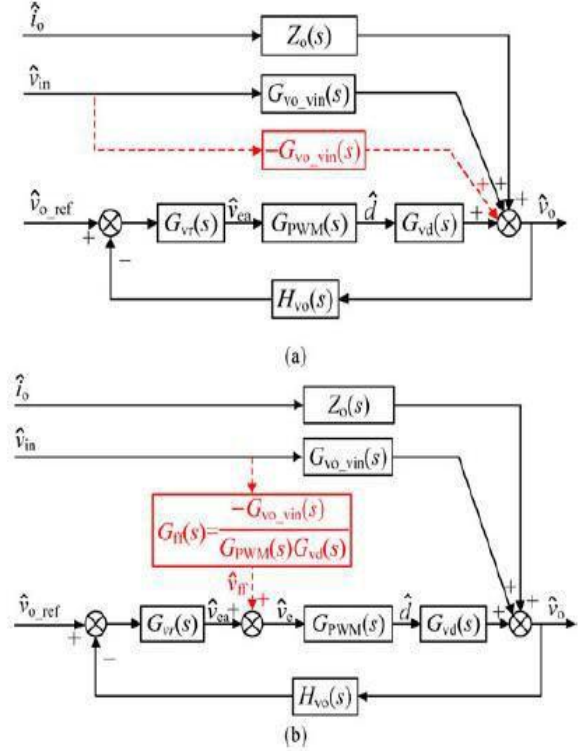 î_o
Z_o(s)
v̂_in
G_vo_vin(s)
−G_vo_vin(s)
v̂_o_ref
+
−
G_vr(s)
v̂_ea
G_PWM(s)
d̂
G_vd(s)
+
+
+
+
v̂_o
H_vo(s)
(a)
î_o
Z_o(s)
v̂_in
G_vo_vin(s)
G_ff(s)=−G_vo_vin(s)/G_PWM(s)G_vd(s)
v̂_ff
v̂_o_ref
+
−
G_vr(s)
v̂_ea
+
+
v̂_e
G_PWM(s)
d̂
G_vd(s)
+
+
+
v̂_o
H_vo(s)
(b)